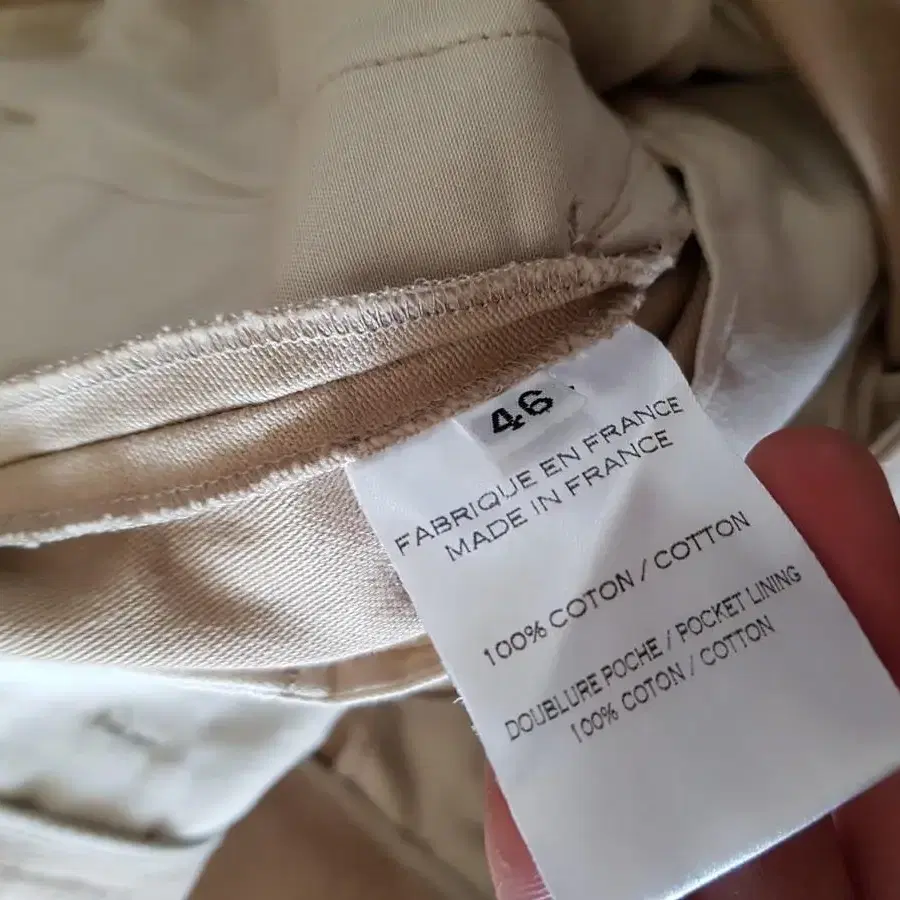 46
FABRIQUE EN FRANCE
MADE IN FRANCE
100% COTON / COTTON
DOUBLURE POCHE / POCKET LINING
100% COTON / COTTON